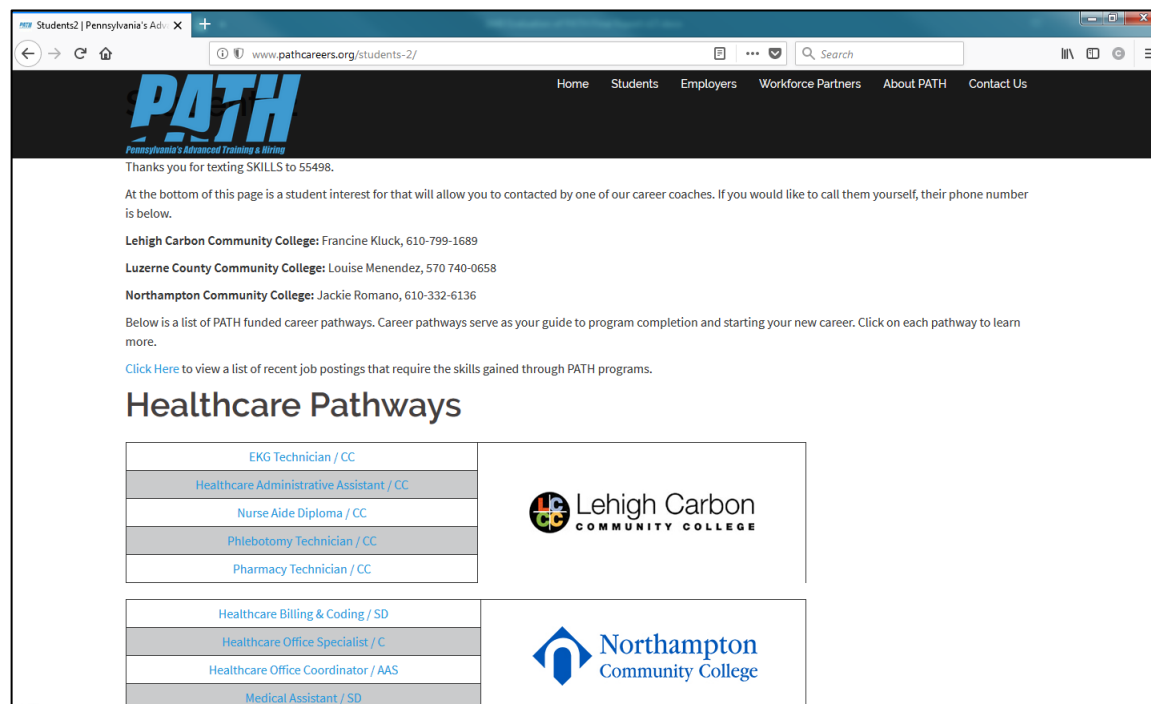 Students2 | Pennsylvania's Adv
www.pathcareers.org/students-2/
Search
PATH
Pennsylvania's Advanced Training & Hiring
Home Students Employers Workforce Partners About PATH Contact Us
Thanks you for texting SKILLS to 55498.
At the bottom of this page is a student interest for that will allow you to contacted by one of our career coaches. If you would like to call them yourself, their phone number
is below.
Lehigh Carbon Community College: Francine Kluck, 610-799-1689
Luzerne County Community College: Louise Menendez, 570 740-0658
Northampton Community College: Jackie Romano, 610-332-6136
Below is a list of PATH funded career pathways. Career pathways serve as your guide to program completion and starting your new career. Click on each pathway to learn
more.
Click Here to view a list of recent job postings that require the skills gained through PATH programs.
Healthcare Pathways
EKG Technician / CC
Healthcare Administrative Assistant / CC
Nurse Aide Diploma / CC
Phlebotomy Technician / CC
Pharmacy Technician / CC
LCCC
Lehigh Carbon
COMMUNITY COLLEGE
Healthcare Billing & Coding / SD
Healthcare Office Specialist / C
Healthcare Office Coordinator / AAS
Medical Assistant / SD
Northampton
Community College